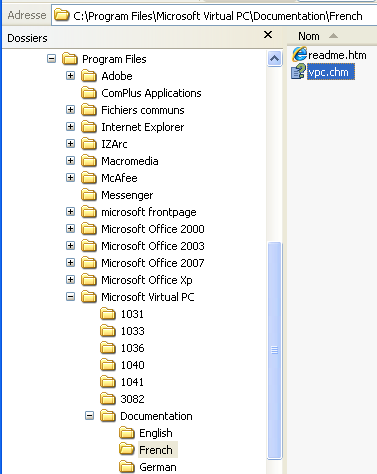 Adresse C:\Program Files\Microsoft Virtual PC\Documentation\French
Dossiers
Nom
readme.htm
vpc.chm
Program Files
Adobe
ComPlus Applications
Fichiers communs
Internet Explorer
IZArc
Macromedia
McAfee
Messenger
microsoft frontpage
Microsoft Office 2000
Microsoft Office 2003
Microsoft Office 2007
Microsoft Office Xp
Microsoft Virtual PC
1031
1033
1036
1040
1041
3082
Documentation
English
French
German